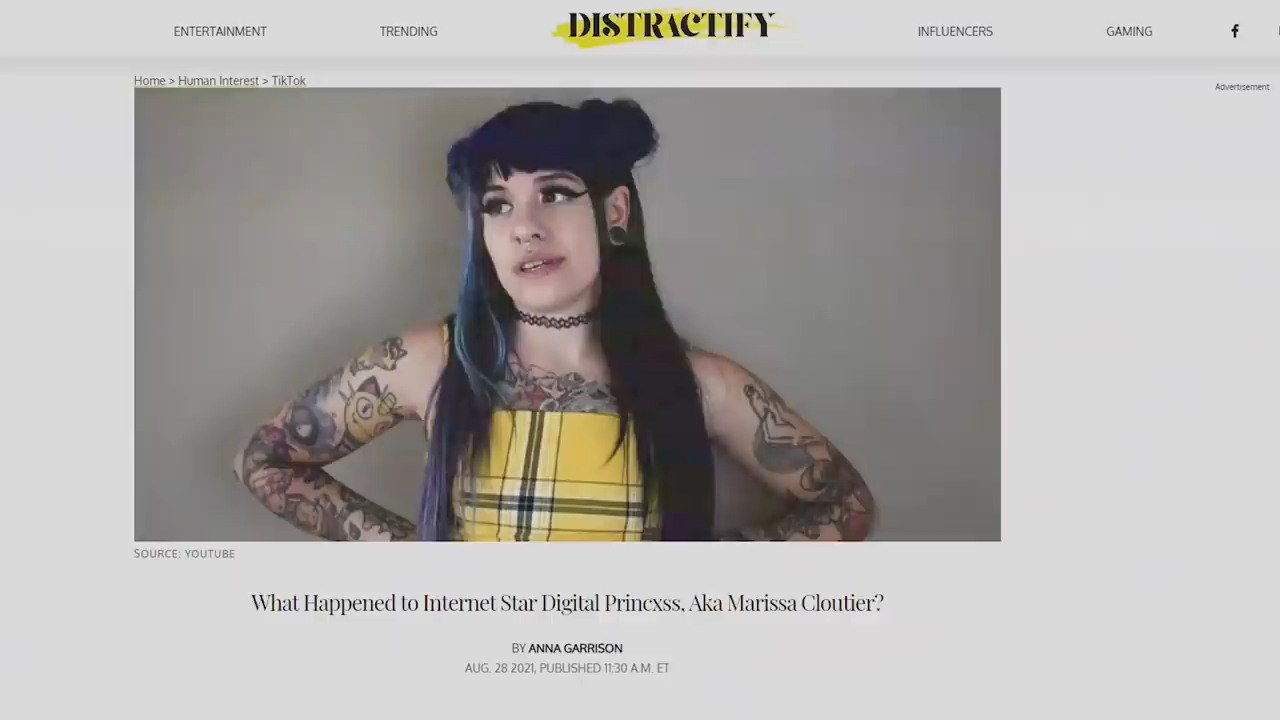 ENTERTAINMENT TRENDING DISTRACTIFY INFLUENCERS GAMING
Home > Human Interest > TikTok
Advertisement
SOURCE: YOUTUBE
What Happened to Internet Star Digital Princxss, Aka Marissa Cloutier?
BY ANNA GARRISON
AUG. 28 2021, PUBLISHED 11:30 A.M. ET